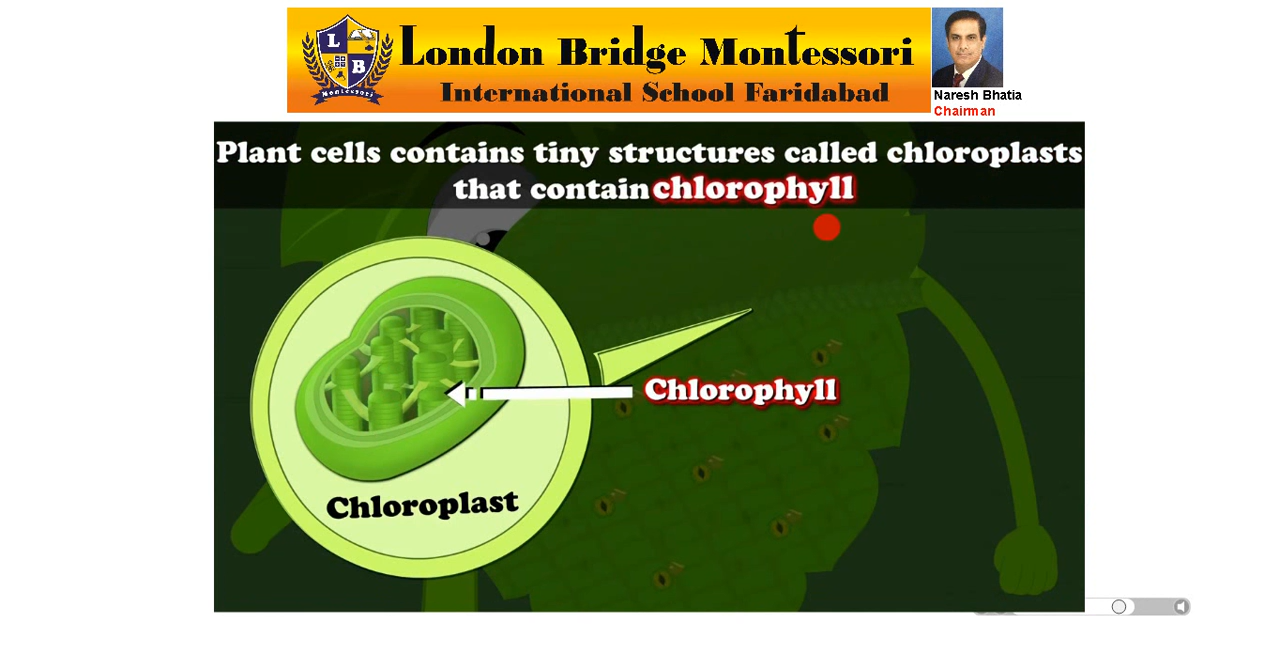 L
B
Montessori
London Bridge Montessori
International School Faridabad
Naresh Bhatia
Chairman
Plant cells contains tiny structures called chloroplasts
that contain chlorophyll
Chlorophyll
Chloroplast